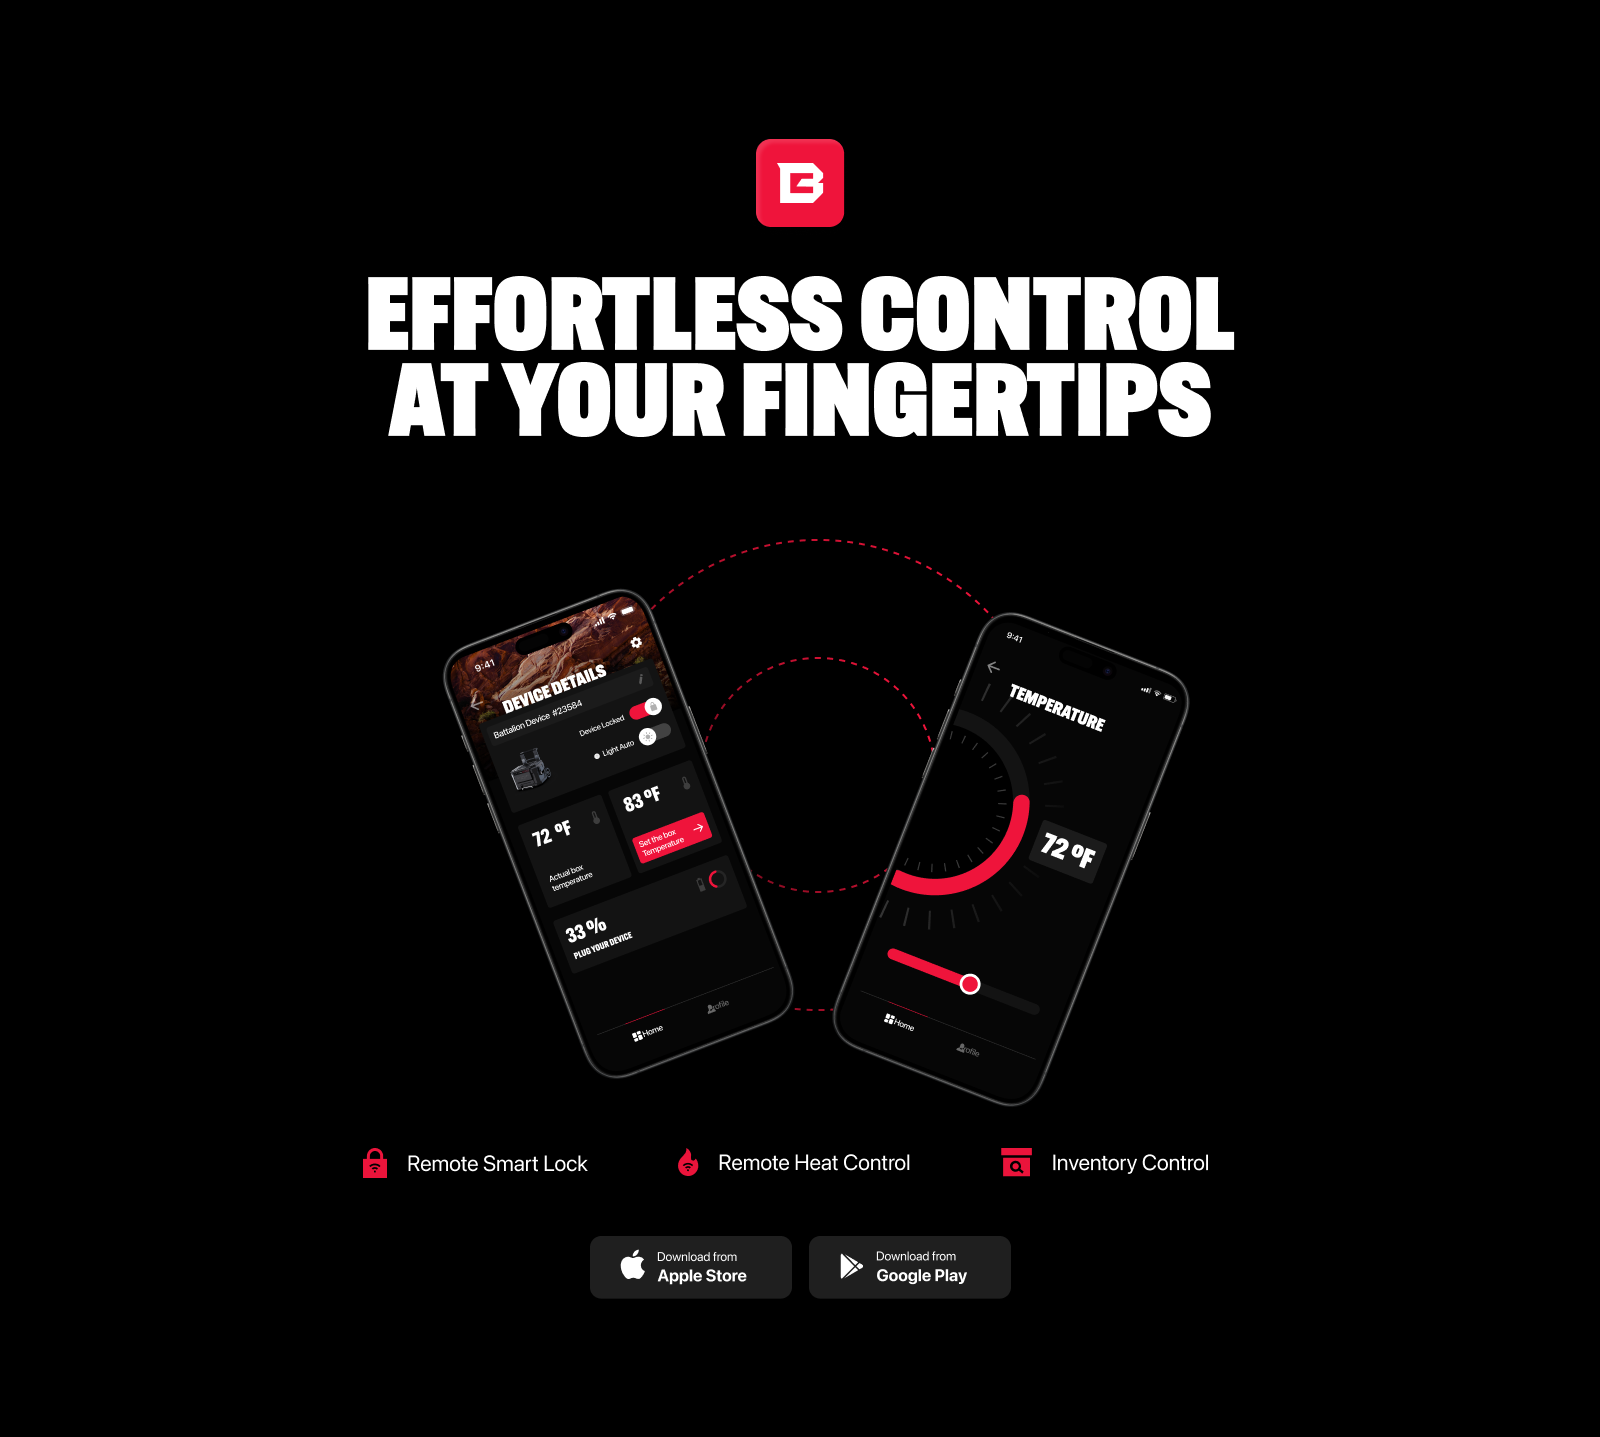 B
EFFORTLESS CONTROL
AT YOUR FINGERTIPS
9:41
DEVICE DETAILS
Battalion Device #23584
Device Locked
Light Auto
72 ºF
Actual box
temperature
83 ºF
Set the box
Temperature
33 %
PLUG YOUR DEVICE
Home
rofile
9:41
TEMPERATURE
72 ºF
Home
rofile
Remote Smart Lock
Remote Heat Control
Inventory Control
Download from
Apple Store
Download from
Google Play